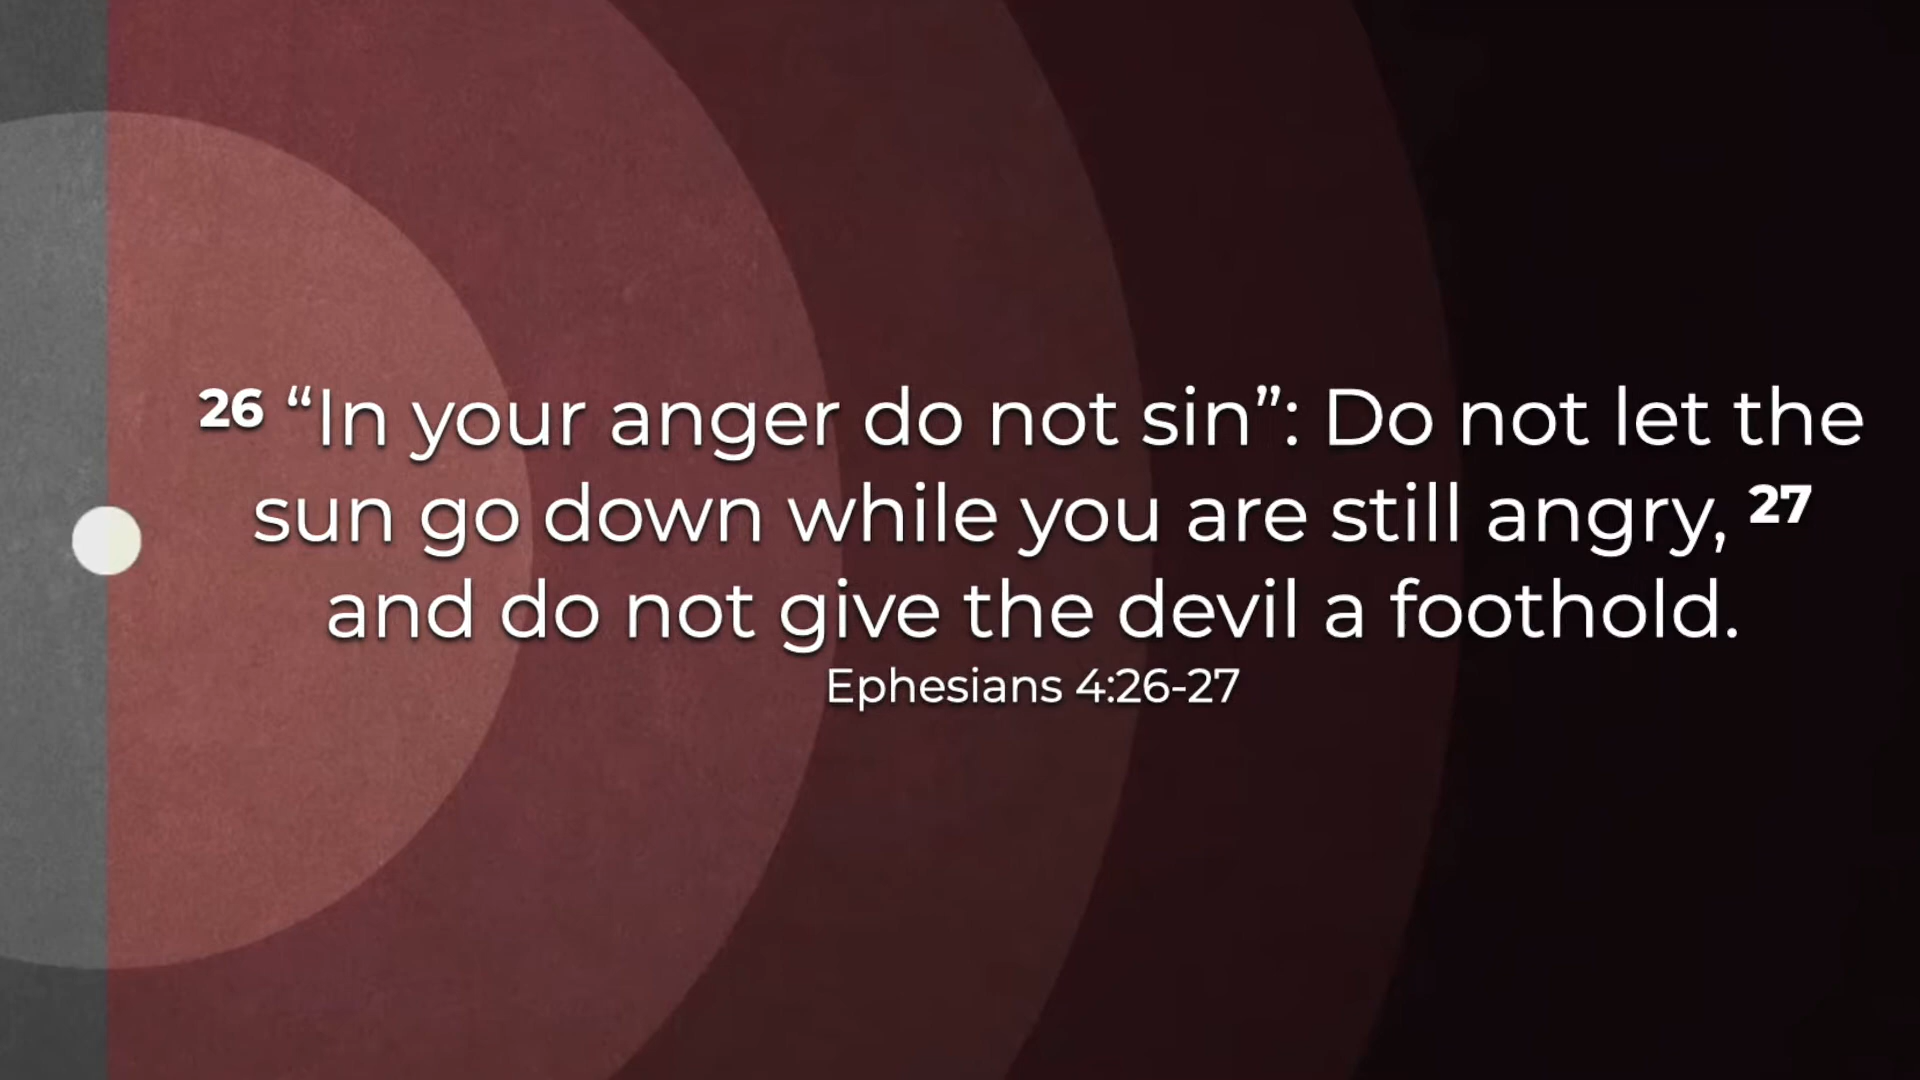 26 “In your anger do not sin”: Do not let the
sun go down while you are still angry, 27
and do not give the devil a foothold.
Ephesians 4:26-27